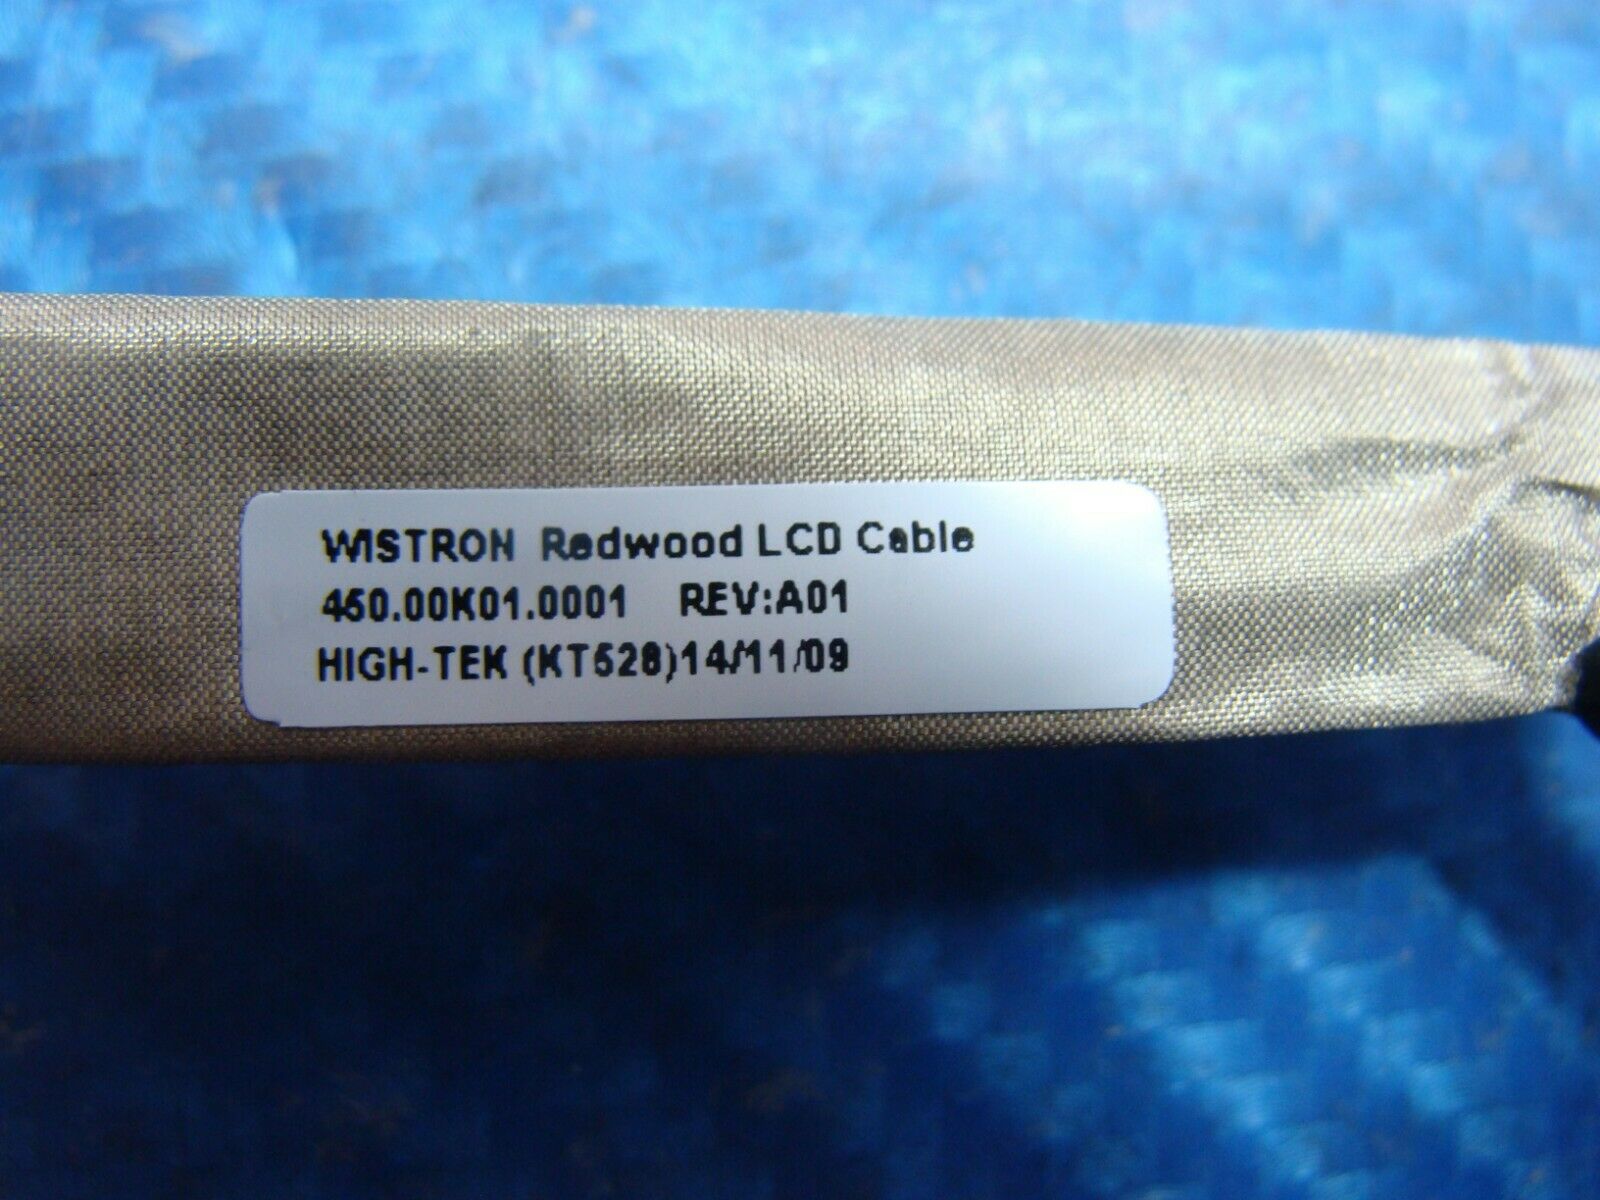 WISTRON Redwood LCD Cable
450.00K01.0001 REV:A01
HIGH-TEK (KT528)14/11/09